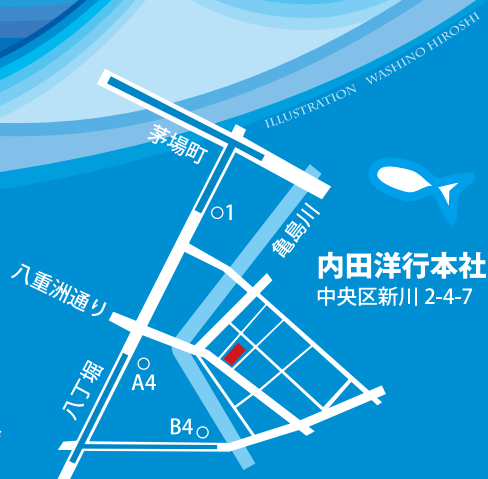 ILLUSTRATION WASHINO HIROSHI
茅場町
1
亀島川
内田洋行本社
中央区新川 2-4-7
八重洲通り
八丁堀
A4
B4